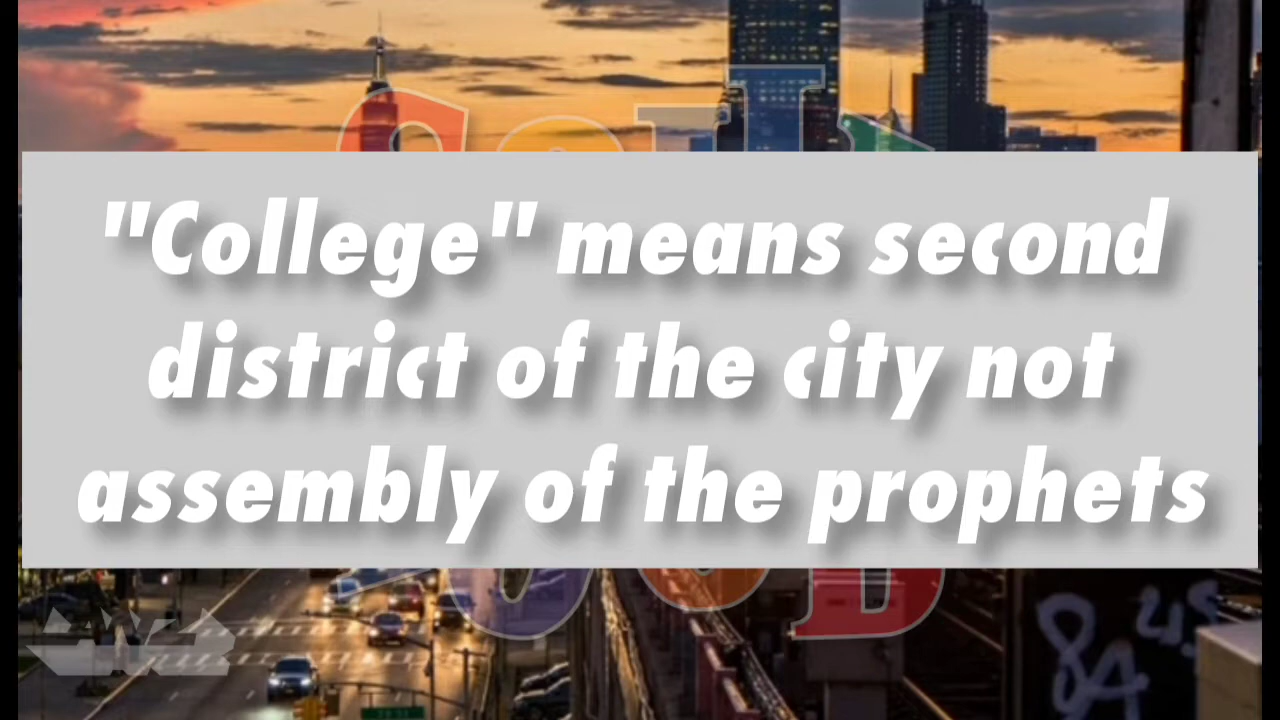 "College" means second
district of the city not
assembly of the prophets